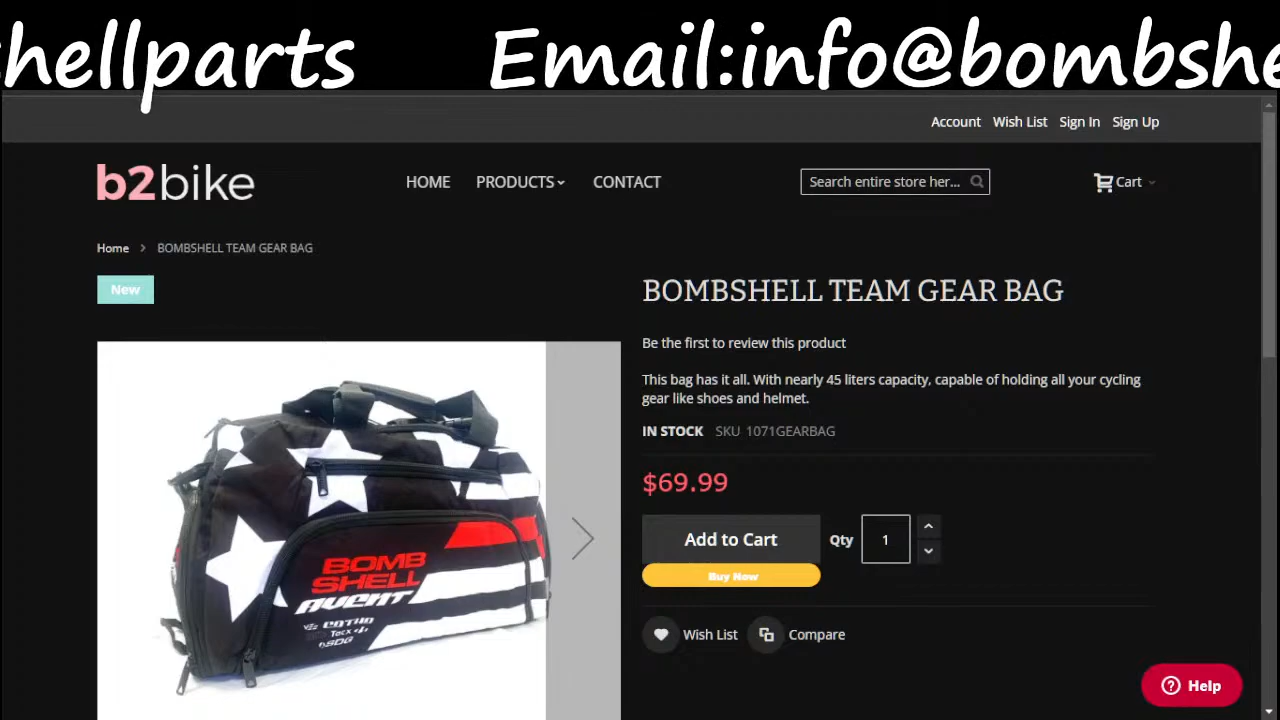 hellparts Email:info@bombshe
Account Wish List Sign In Sign Up
b2bike HOME PRODUCTS CONTACT Search entire store her... Cart
Home > BOMBSHELL TEAM GEAR BAG
New
BOMBSHELL TEAM GEAR BAG
Be the first to review this product
This bag has it all. With nearly 45 liters capacity, capable of holding all your cycling
gear like shoes and helmet.
IN STOCK SKU 1071GEARBAG
$69.99
Add to Cart Qty 1
Buy Now
Wish List Compare
BOMB
SHELL
AVENT
Tacx
SDG
Help